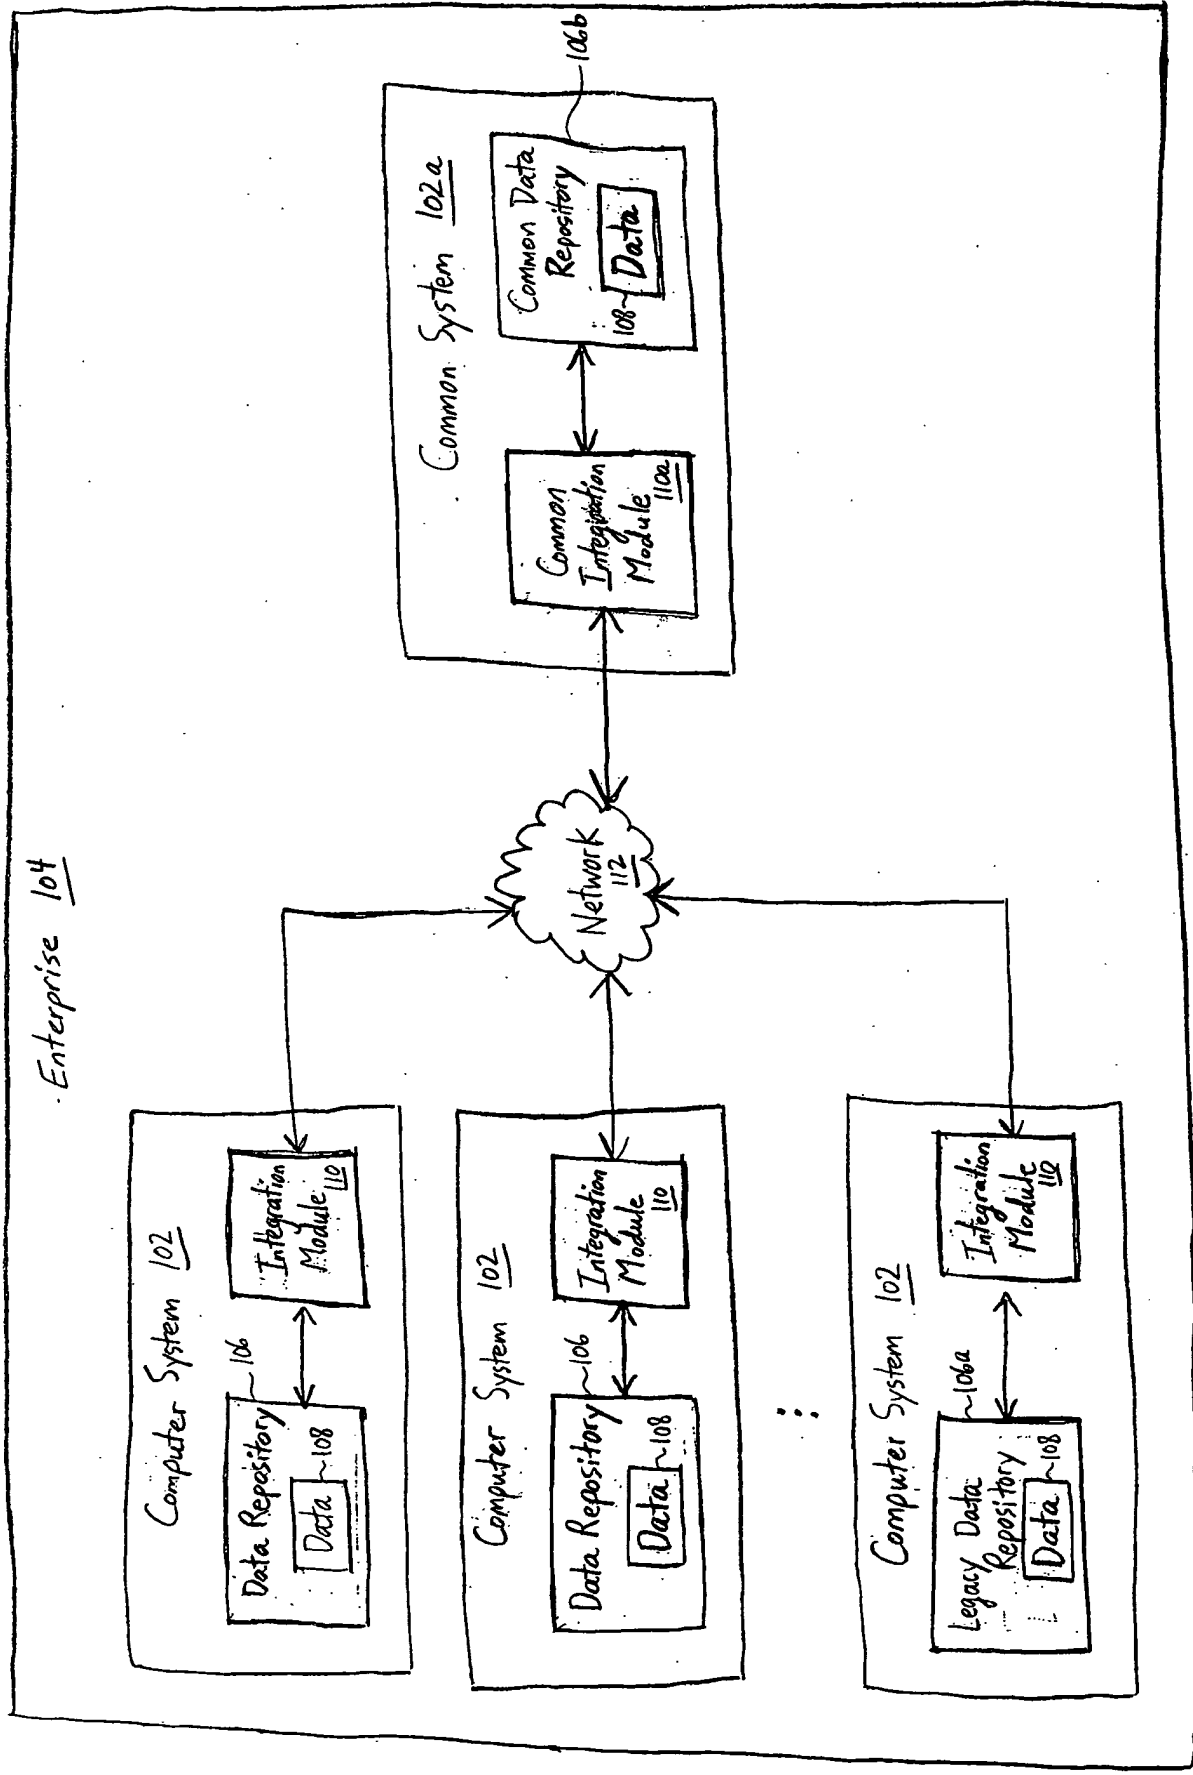 Enterprise 104
Computer System 102
Data Repository
106
Data
108
Integration
Module
110
Computer System 102
Data Repository
106
Data
108
Integration
Module
110
Computer System 102
Legacy Data
Repository
106a
Data
108
Integration
Module
110
Network
112
Common System 102a
Common
Integration
Module
110a
Common Data
Repository
106b
108
Data